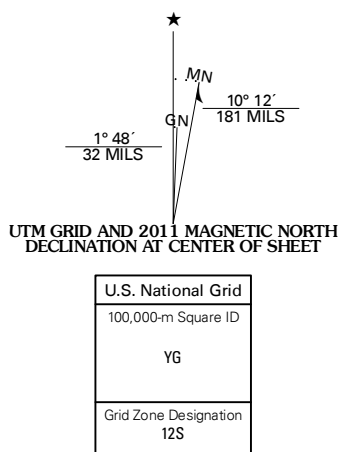 ★
MN
GN
10° 12´
181 MILS
1° 48´
32 MILS
UTM GRID AND 2011 MAGNETIC NORTH
DECLINATION AT CENTER OF SHEET
U.S. National Grid
100,000-m Square ID
YG
Grid Zone Designation
12S